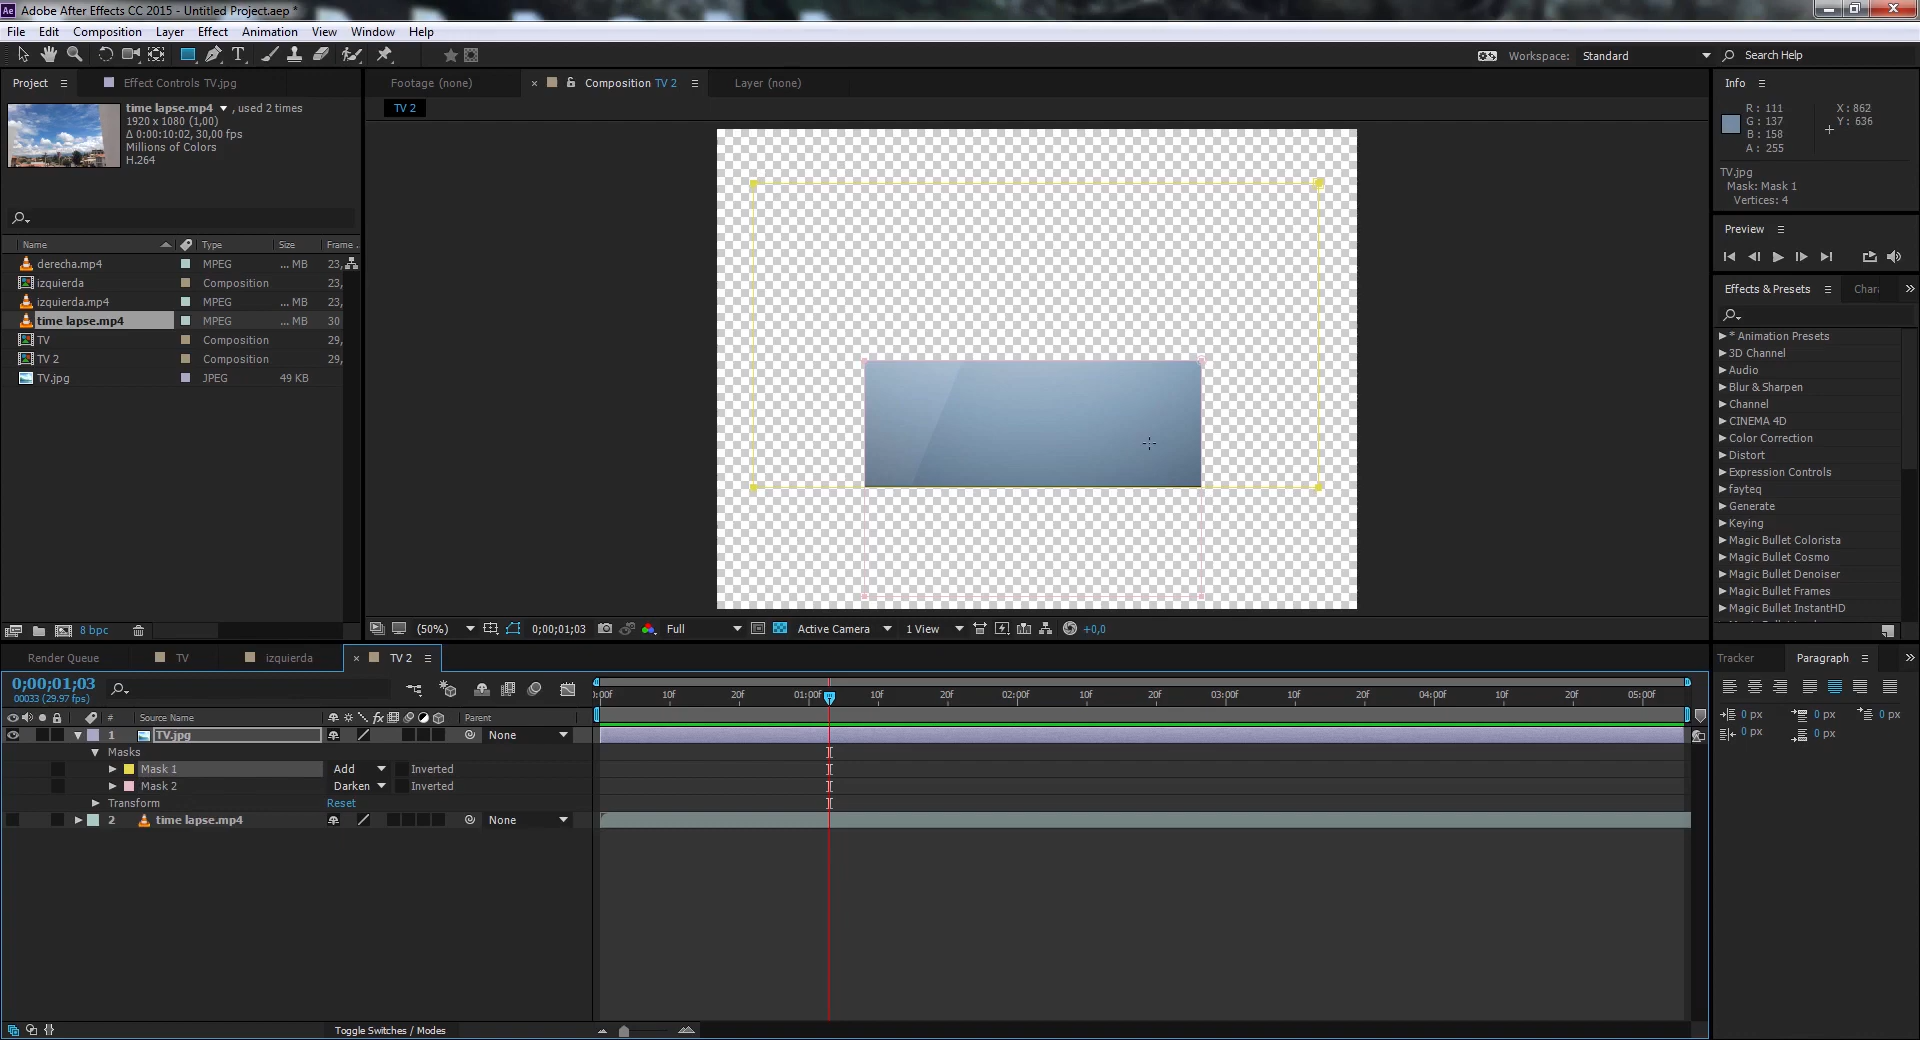 Adobe After Effects CC 2015 - Untitled Project.aep *
File Edit Composition Layer Effect Animation View Window Help
Workspace: Standard Search Help
Project Effect Controls TV.jpg
time lapse.mp4 , used 2 times
1920 x 1080 (1,00)
Δ 0:00:10:02, 30,00 fps
Millions of Colors
H.264
Name Type Size Frame
derecha.mp4 MPEG ... MB 23,
izquierda Composition 23,
izquierda.mp4 MPEG ... MB 23,
time lapse.mp4 MPEG ... MB 30
TV Composition 29,
TV 2 Composition 29,
TV.jpg JPEG 49 KB
8 bpc
Footage (none) Composition TV 2 Layer (none)
TV 2
(50%) 0;00;01;03 Full Active Camera 1 View +0,0
Info
R : 111
G : 137
B : 158
A : 255
X : 862
Y : 636
TV.jpg
Mask: Mask 1
Vertices: 4
Preview
Effects & Presets Chara
* Animation Presets
3D Channel
Audio
Blur & Sharpen
Channel
CINEMA 4D
Color Correction
Distort
Expression Controls
fayteq
Generate
Keying
Magic Bullet Colorista
Magic Bullet Cosmo
Magic Bullet Denoiser
Magic Bullet Frames
Magic Bullet InstantHD
Render Queue TV izquierda TV 2
0;00;01;03
00033 (29.97 fps)
:00f 10f 20f 01:00f 10f 20f 02:00f 10f 20f 03:00f 10f 20f 04:00f 10f 20f 05:00f
# Source Name fx Parent
1 TV.jpg None
Masks
Mask 1 Add Inverted
Mask 2 Darken Inverted
Transform Reset
2 time lapse.mp4 None
Toggle Switches / Modes
Tracker Paragraph
0 px 0 px 0 px
0 px 0 px